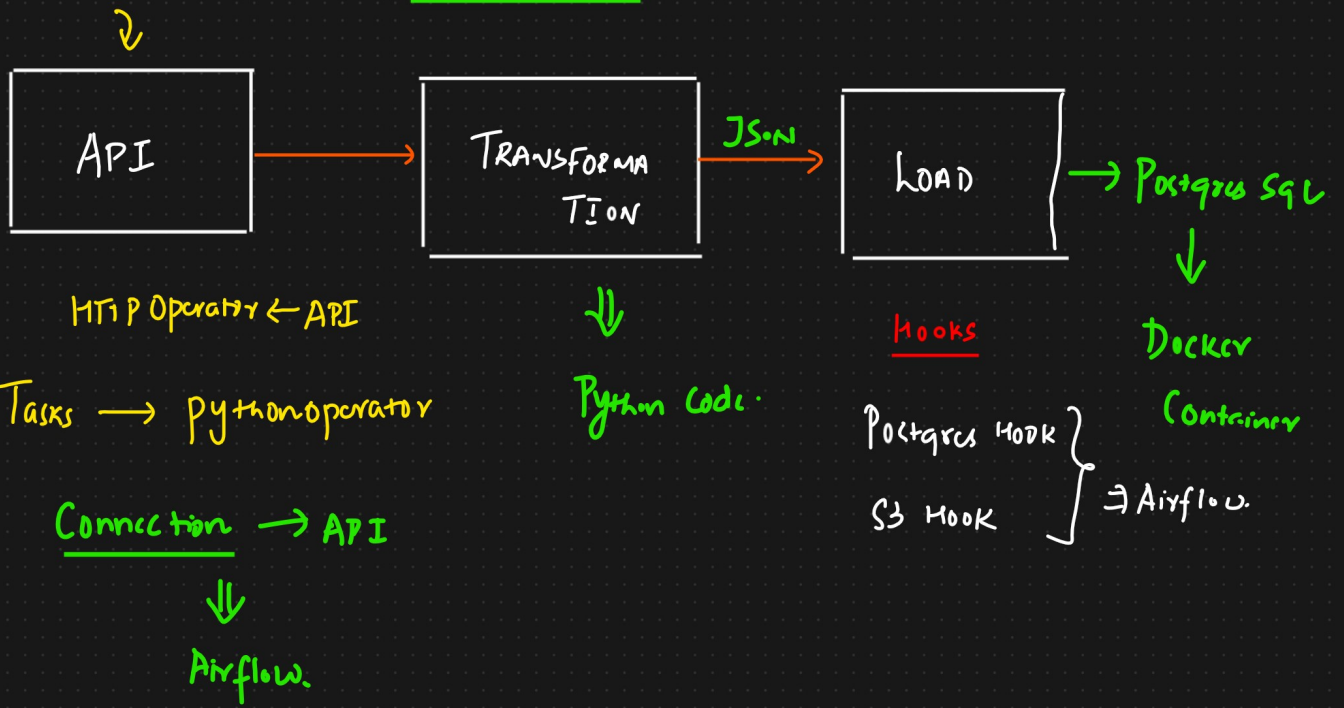 API
TRANSFORMA
TION
JSON
LOAD
→ Postgres SQL
HTTP Operator ← API
Hooks
Docker
Container
Tasks → pythonoperator
Python Code.
Postgres HOOK
S3 HOOK
⇒ Airflow.
Connection → API
Airflow.